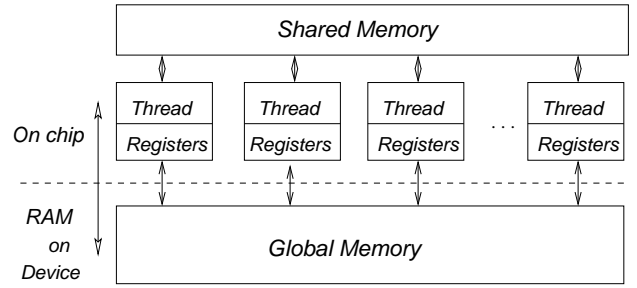 Shared Memory
Thread Thread Thread Thread
On chip
Registers Registers Registers . . . Registers
RAM
on
Device
Global Memory